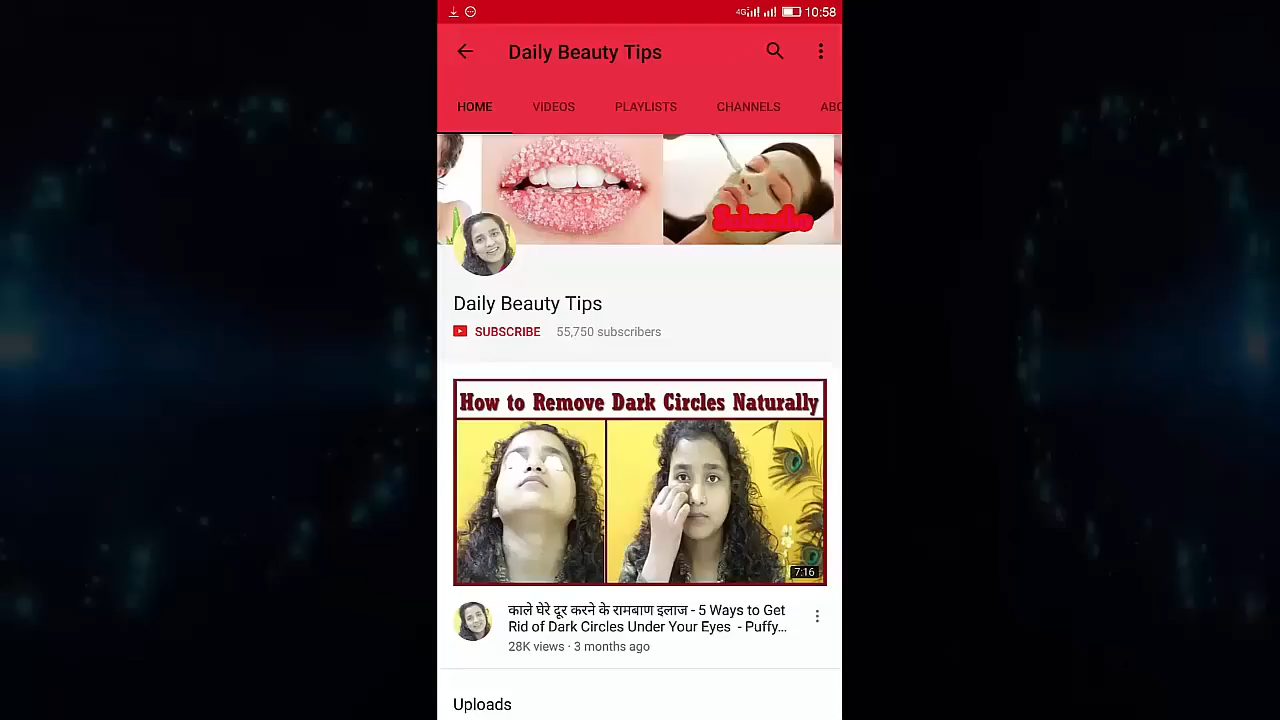 4G 10:58
Daily Beauty Tips
HOME VIDEOS PLAYLISTS CHANNELS ABO
Subscribe
Daily Beauty Tips
SUBSCRIBE 55,750 subscribers
How to Remove Dark Circles Naturally
7:16
काले घेरे दूर करने के रामबाण इलाज - 5 Ways to Get
Rid of Dark Circles Under Your Eyes - Puffy...
28K views · 3 months ago
Uploads